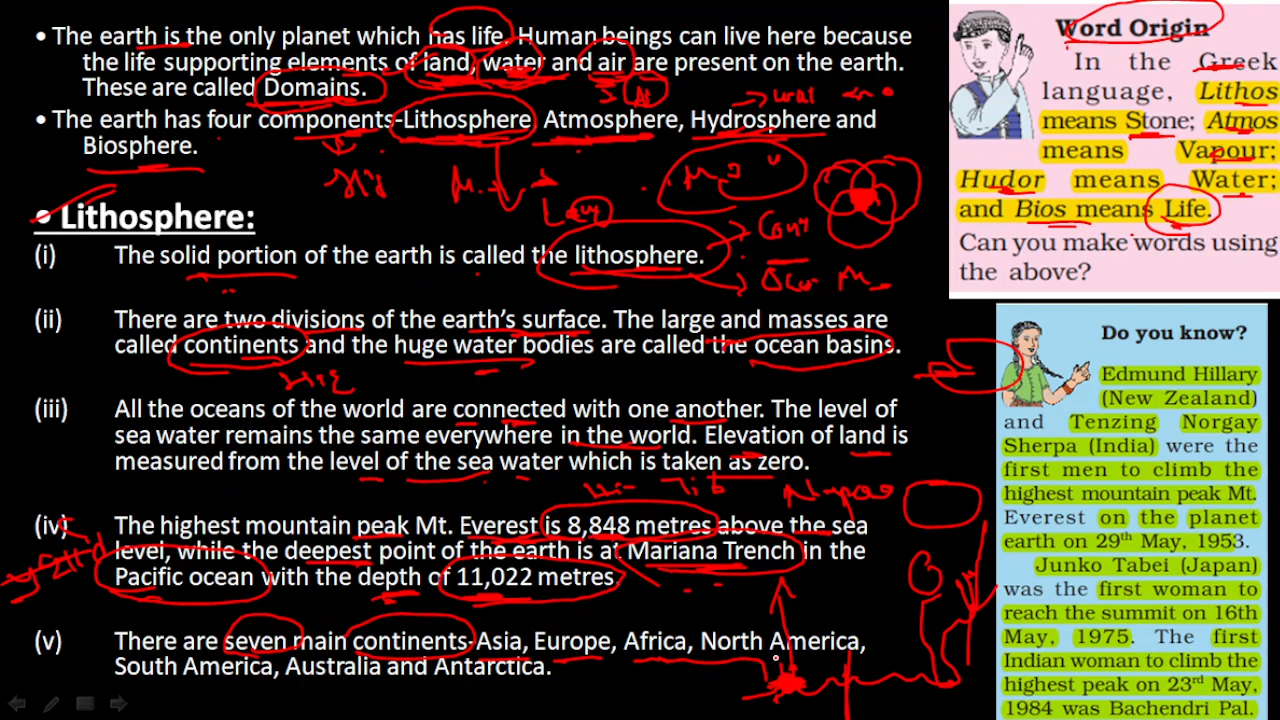 • The earth is the only planet which has life. Human beings can live here because
the life supporting elements of land, water and air are present on the earth.
These are called Domains.
• The earth has four components-Lithosphere, Atmosphere, Hydrosphere and
Biosphere.
• Lithosphere:
(i) The solid portion of the earth is called the lithosphere.
(ii) There are two divisions of the earth's surface. The large and masses are
called continents and the huge water bodies are called the ocean basins.
(iii) All the oceans of the world are connected with one another. The level of
sea water remains the same everywhere in the world. Elevation of land is
measured from the level of the sea water which is taken as zero.
(iv) The highest mountain peak Mt. Everest is 8,848 metres above the sea
level, while the deepest point of the earth is at Mariana Trench in the
Pacific ocean with the depth of 11,022 metres.
(v) There are seven main continents-Asia, Europe, Africa, North America,
South America, Australia and Antarctica.
Word Origin
In the Greek
language, Lithos
means Stone; Atmos
means Vapour;
Hudor means Water;
and Bios means Life.
Can you make words using
the above?
Do you know?
Edmund Hillary
(New Zealand)
and Tenzing Norgay
Sherpa (India) were the
first men to climb the
highest mountain peak Mt.
Everest on the planet
earth on 29th May, 1953.
Junko Tabei (Japan)
was the first woman to
reach the summit on 16th
May, 1975. The first
Indian woman to climb the
highest peak on 23rd May,
1984 was Bachendri Pal.